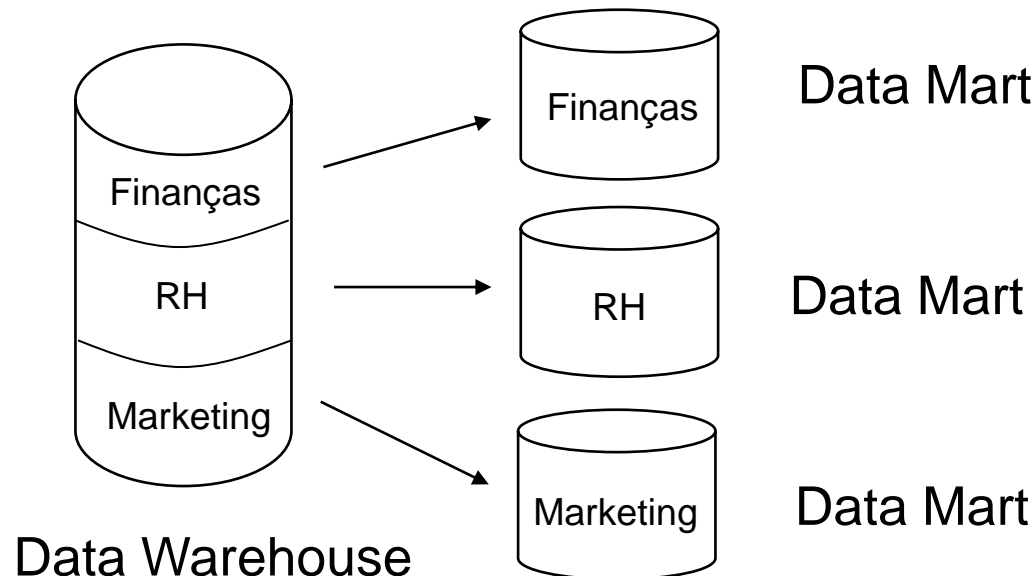 Finanças
RH
Marketing
Data Warehouse
Finanças
Data Mart
RH
Data Mart
Marketing
Data Mart